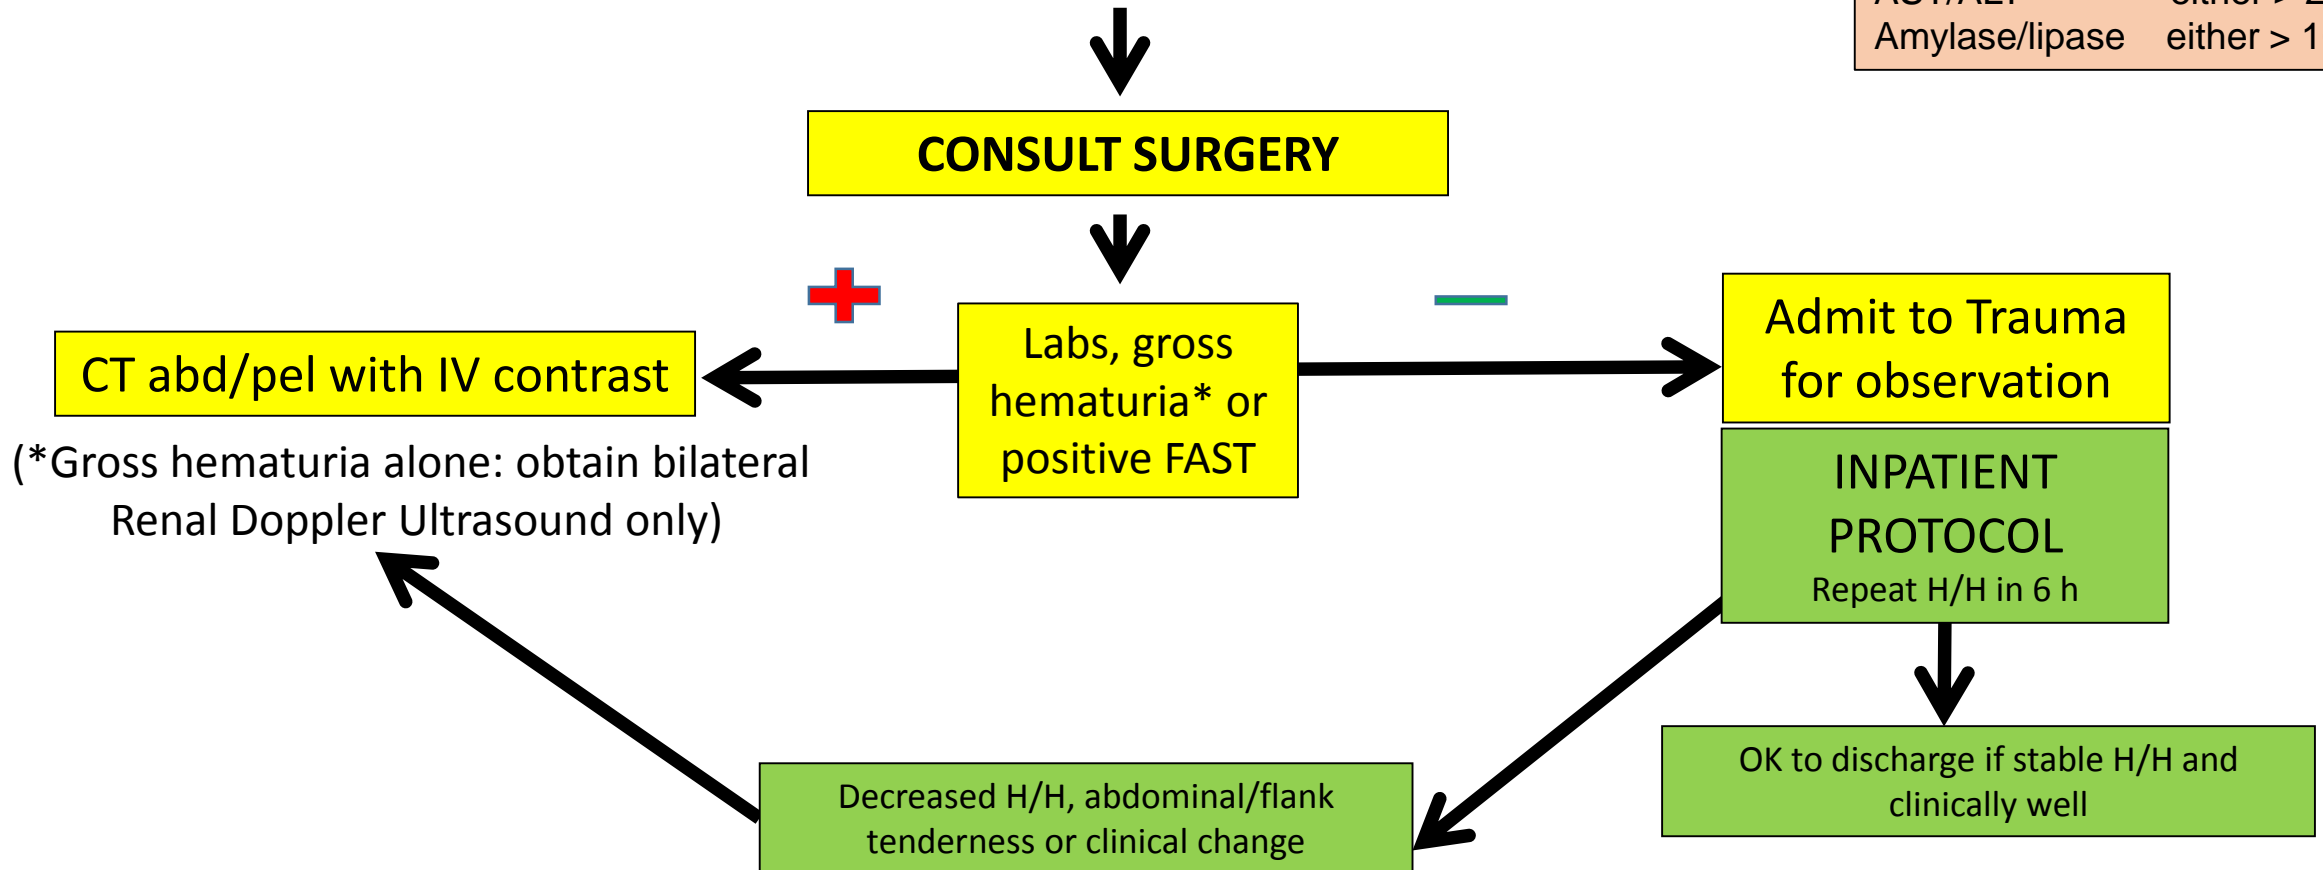 Amylase/lipase either > 1
CONSULT SURGERY
Labs, gross
hematuria* or
positive FAST
CT abd/pel with IV contrast
(*Gross hematuria alone: obtain bilateral
Renal Doppler Ultrasound only)
Admit to Trauma
for observation
INPATIENT
PROTOCOL
Repeat H/H in 6 h
OK to discharge if stable H/H and
clinically well
Decreased H/H, abdominal/flank
tenderness or clinical change